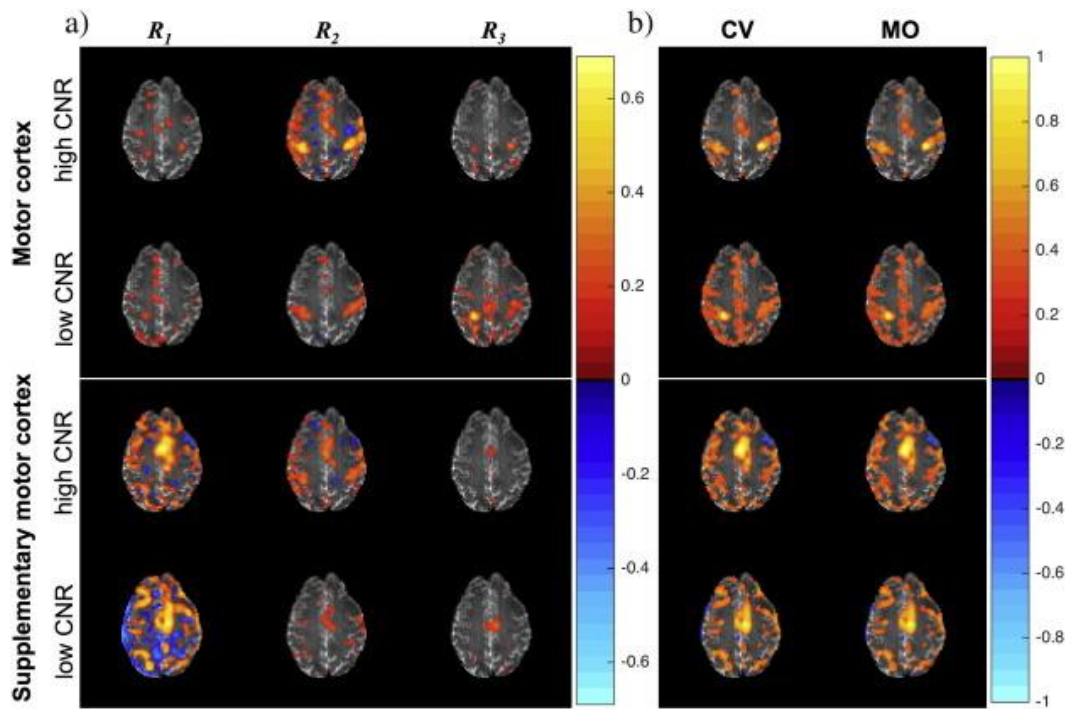 a)
R1 R2 R3
b)
CV MO
Motor cortex
high CNR
low CNR
Supplementary motor cortex
high CNR
low CNR
0.6
0.4
0.2
0
-0.2
-0.4
-0.6
1
0.8
0.6
0.4
0.2
0
-0.2
-0.4
-0.6
-0.8
-1